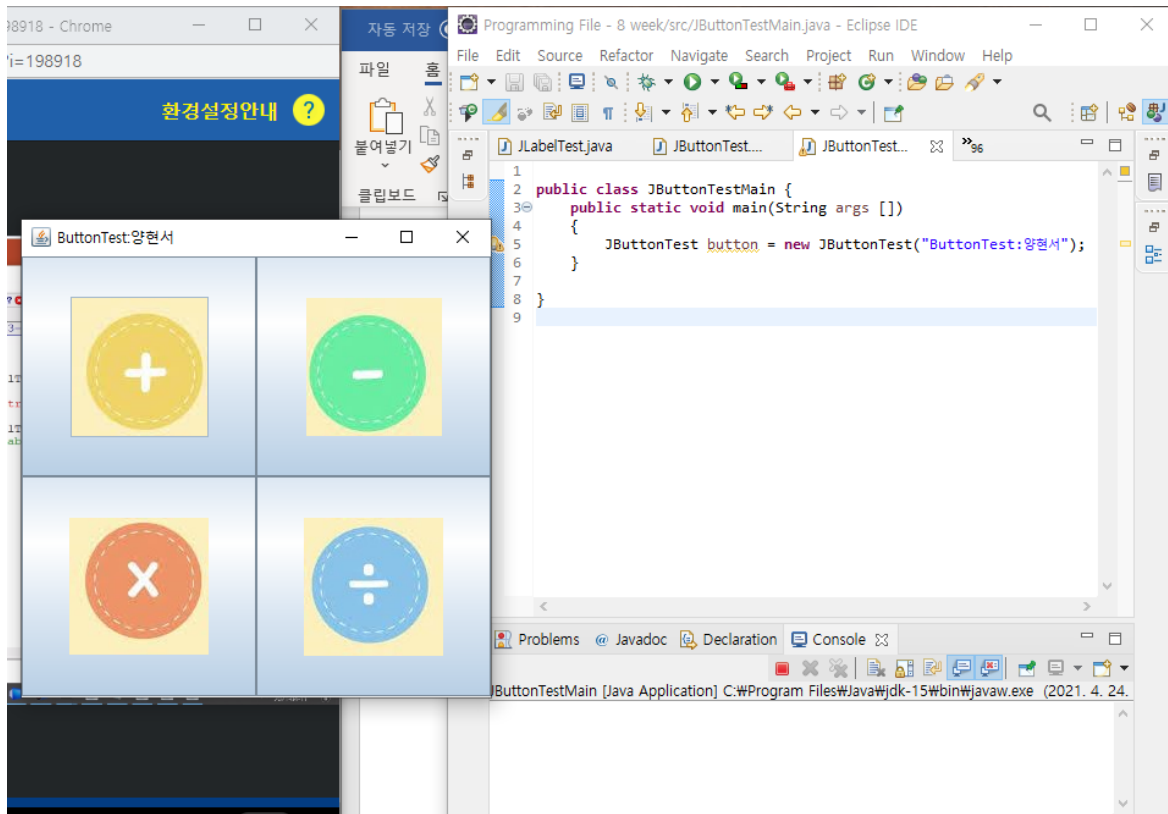 98918 - Chrome
?i=198918
환경설정안내 ?
자동 저장
파일 홈
붙여넣기
클립보드
Programming File - 8 week/src/JButtonTestMain.java - Eclipse IDE
File Edit Source Refactor Navigate Search Project Run Window Help
JLabelTest.java JButtonTest.... JButtonTest... »96
1
2 public class JButtonTestMain {
3 public static void main(String args [])
4 {
5 JButtonTest button = new JButtonTest("ButtonTest:양현서");
6 }
7
8 }
9
ButtonTest:양현서
+
−
×
÷
Problems @ Javadoc Declaration Console
JButtonTestMain [Java Application] C:₩Program Files₩Java₩jdk-15₩bin₩javaw.exe (2021. 4. 24.